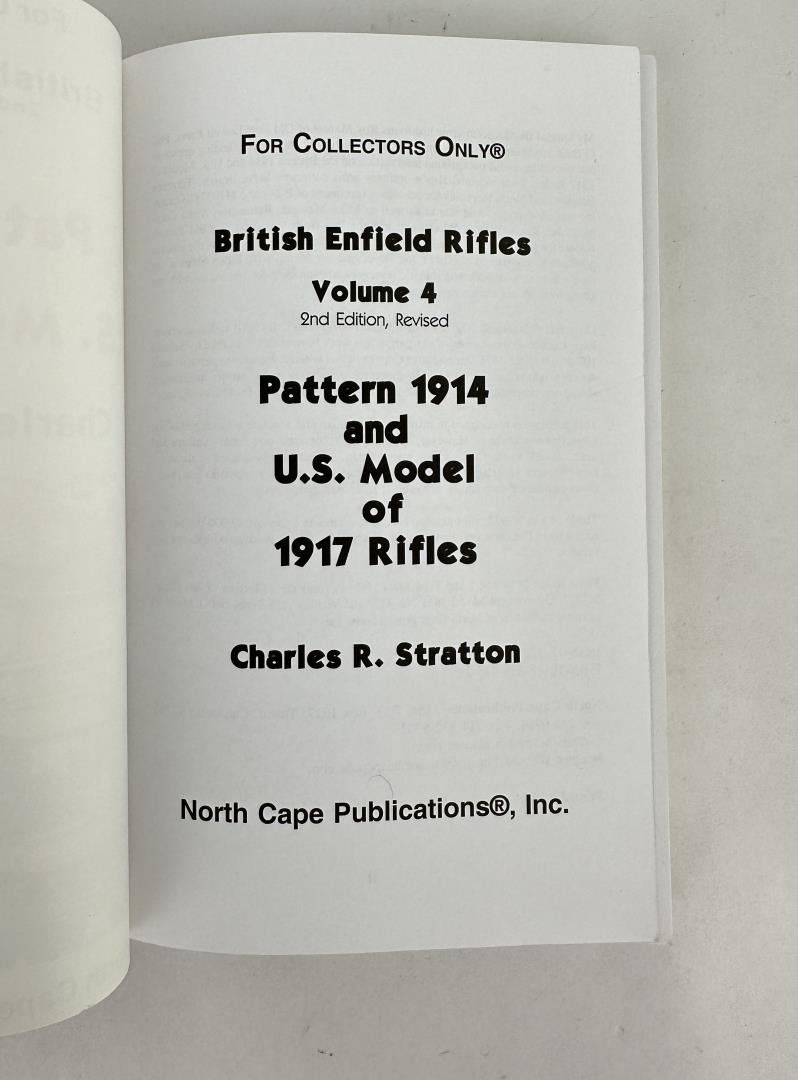 For Collectors Only®
British Enfield Rifles
Volume 4
2nd Edition, Revised
Pattern 1914
and
U.S. Model
of
1917 Rifles
Charles R. Stratton
North Cape Publications®, Inc.